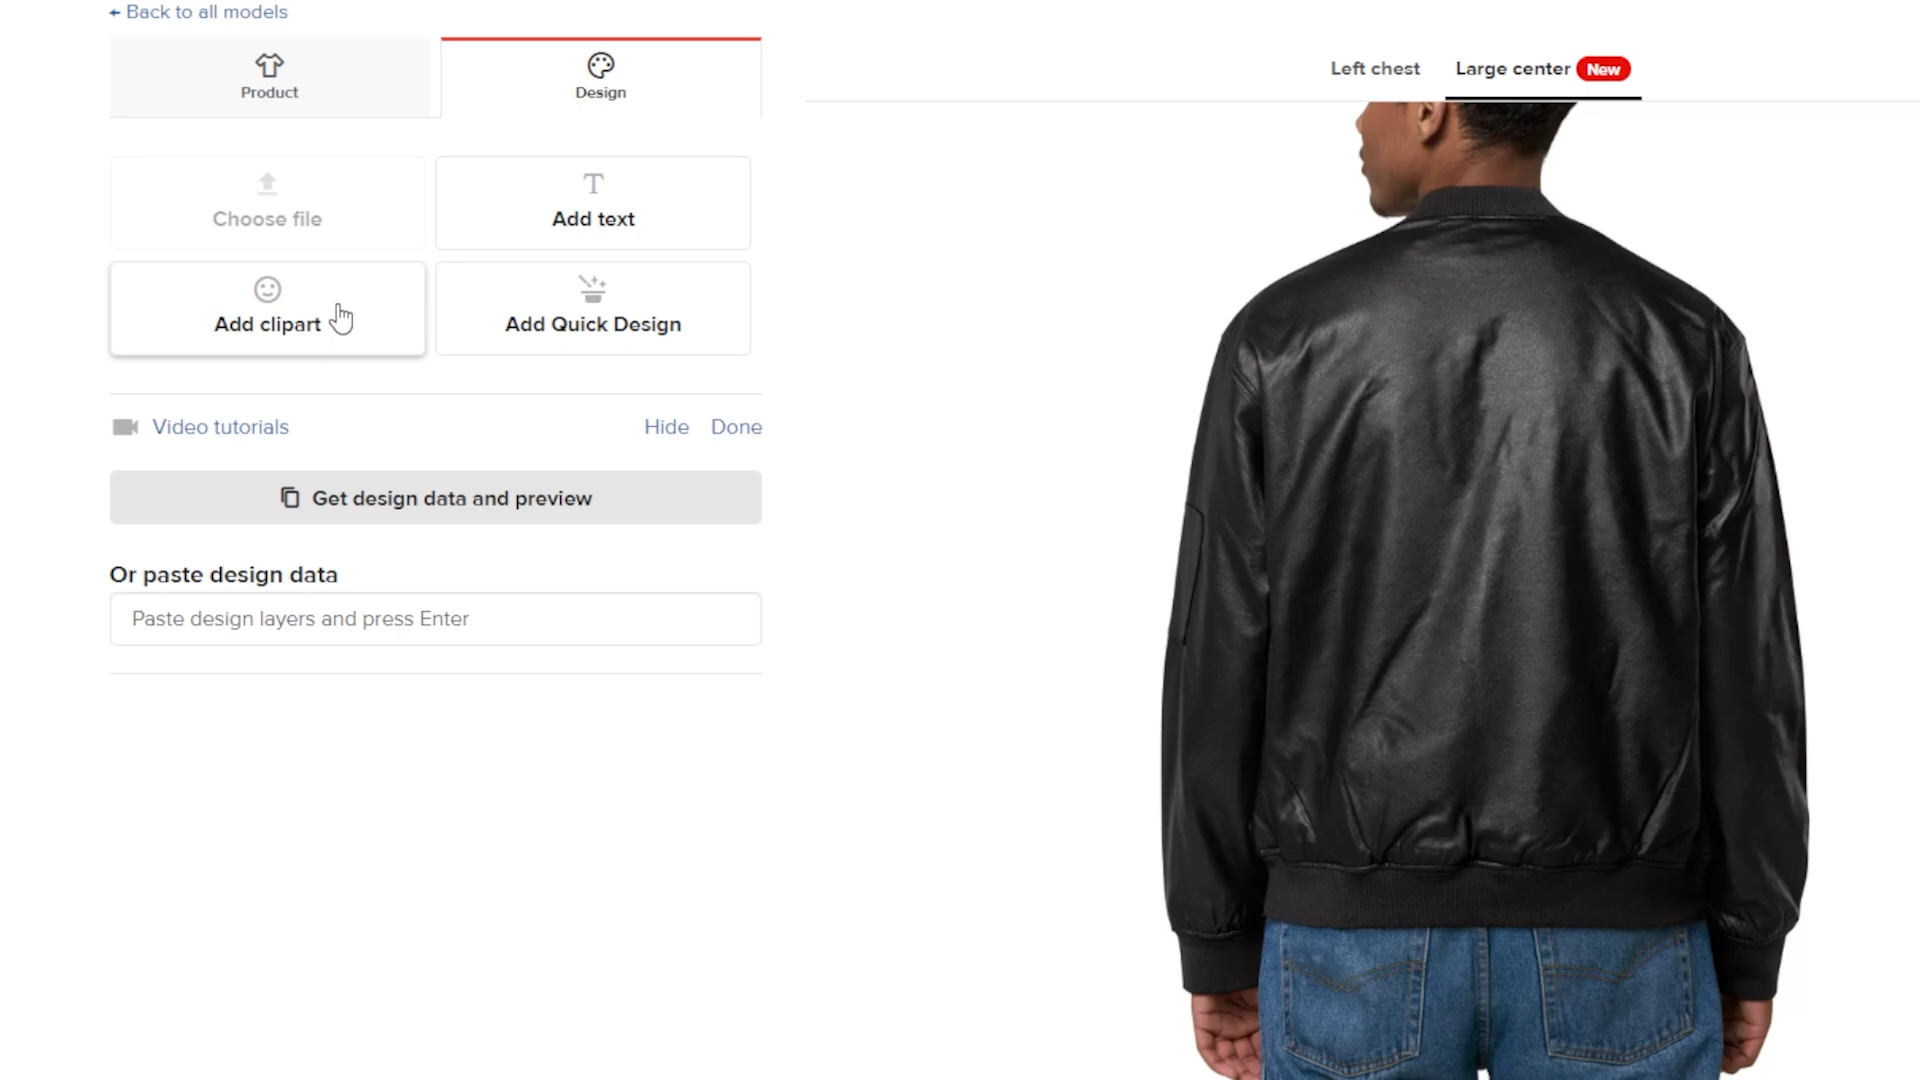 Back to all models
Product
Design
Choose file
Add text
Add clipart
Add Quick Design
Video tutorials
Hide
Done
Get design data and preview
Or paste design data
Paste design layers and press Enter
Left chest
Large center New